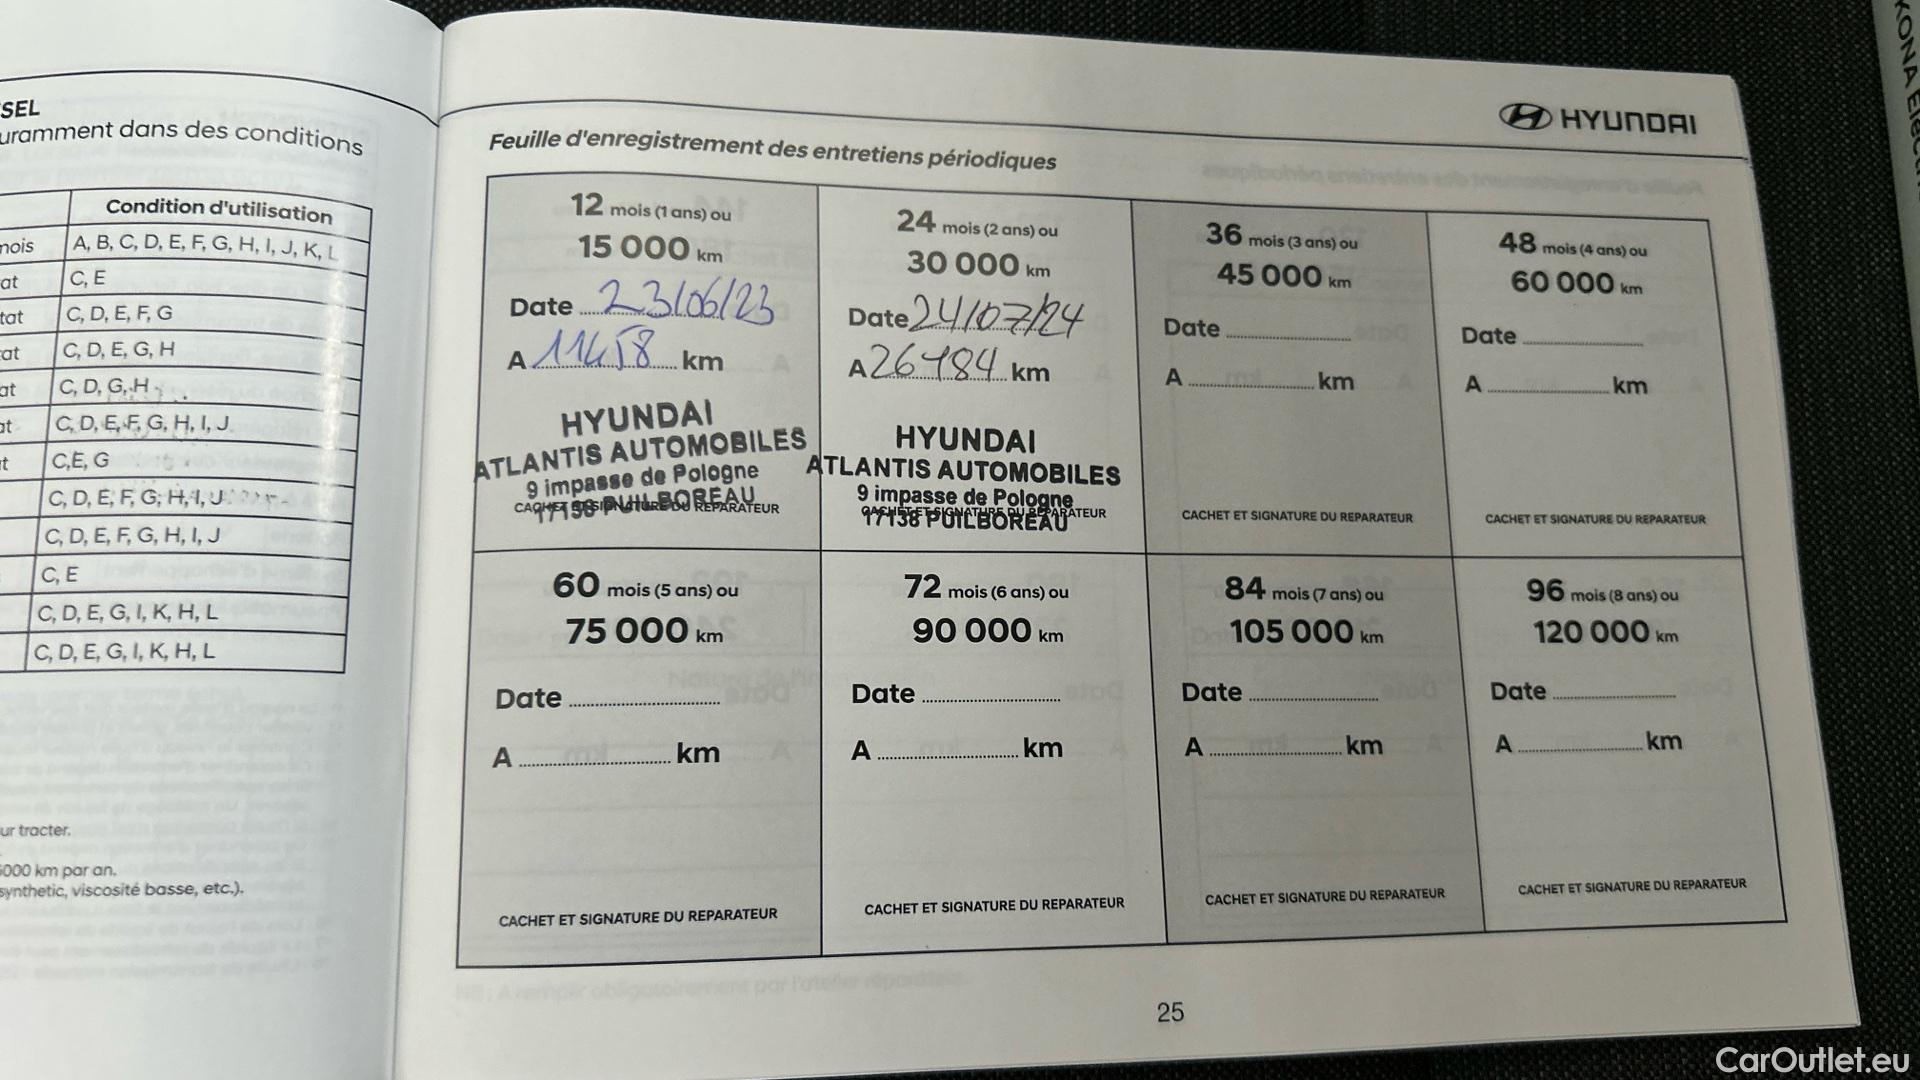 SEL
uramment dans des conditions
Condition d'utilisation
mois A, B, C, D, E, F, G, H, I, J, K, L
at C, E
tat C, D, E, F, G
at C, D, E, G, H
at C, D, G, H
at C, D, E, F, G, H, I, J
t C,E, G
C, D, E, F, G, H, I, J
C, D, E, F, G, H, I, J
C, E
C, D, E, G, I, K, H, L
C, D, E, G, I, K, H, L
ur tracter.
000 km par an.
synthetic, viscosité basse, etc.).
HYUNDAI
Feuille d'enregistrement des entretiens périodiques
12 mois (1 ans) ou
15 000 km
Date 23/06/23
A 11458 km
HYUNDAI
ATLANTIS AUTOMOBILES
9 impasse de Pologne
17138 PUILBOREAU
CACHET ET SIGNATURE DU REPARATEUR
24 mois (2 ans) ou
30 000 km
Date 24/07/24
A 26784 km
HYUNDAI
ATLANTIS AUTOMOBILES
9 impasse de Pologne
17138 PUILBOREAU
CACHET ET SIGNATURE DU REPARATEUR
36 mois (3 ans) ou
45 000 km
Date
A km
CACHET ET SIGNATURE DU REPARATEUR
48 mois (4 ans) ou
60 000 km
Date
A km
CACHET ET SIGNATURE DU REPARATEUR
60 mois (5 ans) ou
75 000 km
Date
A km
CACHET ET SIGNATURE DU REPARATEUR
72 mois (6 ans) ou
90 000 km
Date
A km
CACHET ET SIGNATURE DU REPARATEUR
84 mois (7 ans) ou
105 000 km
Date
A km
CACHET ET SIGNATURE DU REPARATEUR
96 mois (8 ans) ou
120 000 km
Date
A km
CACHET ET SIGNATURE DU REPARATEUR
25
KONA Electr
CarOutlet.eu